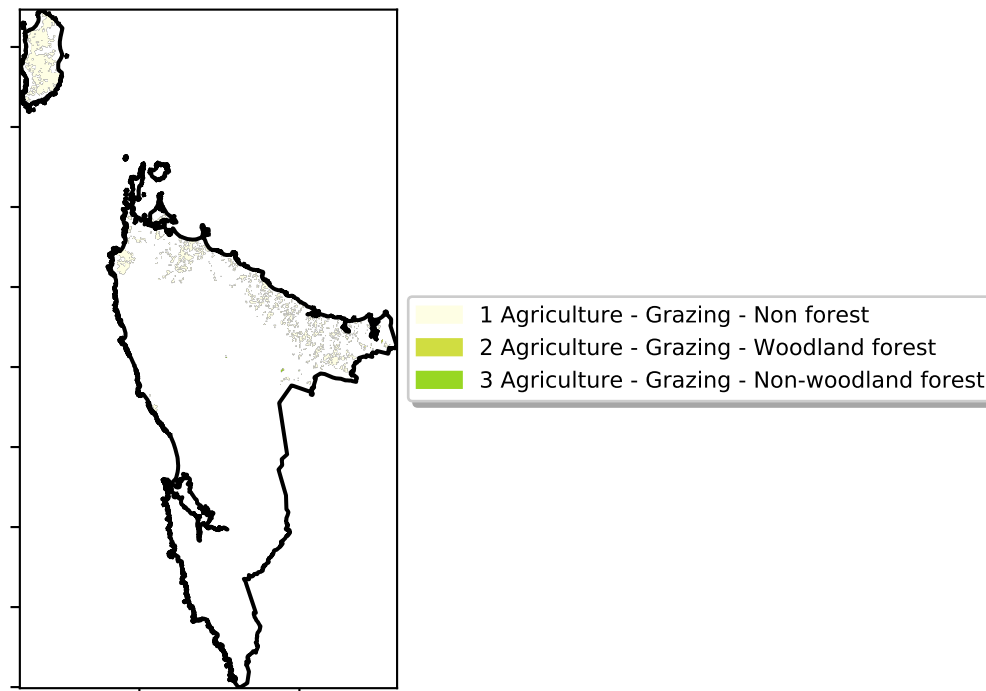 1 Agriculture - Grazing - Non forest
2 Agriculture - Grazing - Woodland forest
3 Agriculture - Grazing - Non-woodland forest